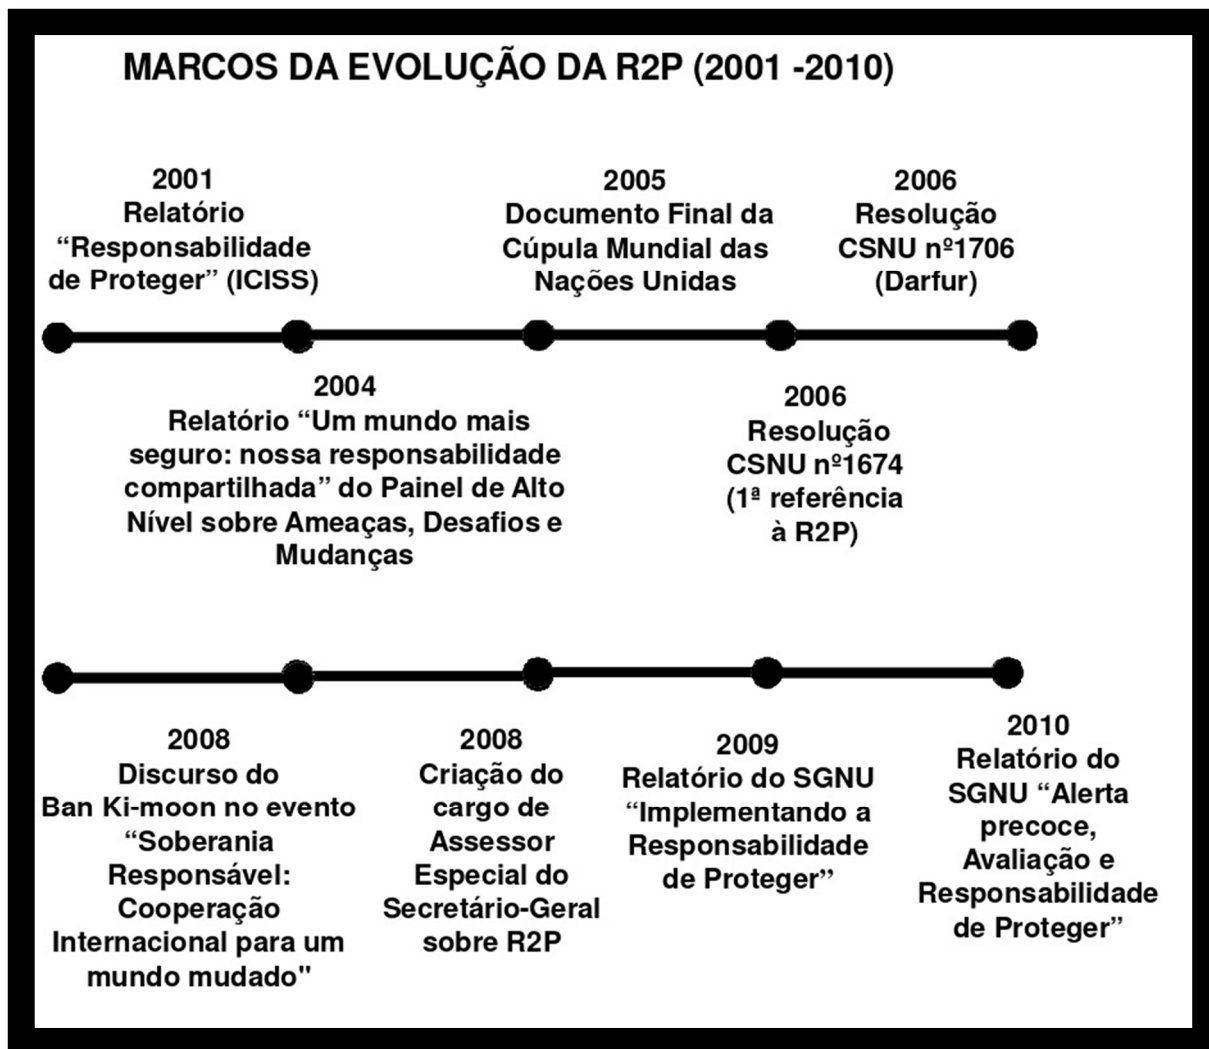 MARCOS DA EVOLUÇÃO DA R2P (2001 -2010)
2001
Relatório
“Responsabilidade
de Proteger” (ICISS)
2004
Relatório “Um mundo mais
seguro: nossa responsabilidade
compartilhada” do Painel de Alto
Nível sobre Ameaças, Desafios e
Mudanças
2005
Documento Final da
Cúpula Mundial das
Nações Unidas
2006
Resolução
CSNU nº1674
(1ª referência
à R2P)
2006
Resolução
CSNU nº1706
(Darfur)
2008
Discurso do
Ban Ki-moon no evento
“Soberania
Responsável:
Cooperação
Internacional para um
mundo mudado"
2008
Criação do
cargo de
Assessor
Especial do
Secretário-Geral
sobre R2P
2009
Relatório do SGNU
“Implementando a
Responsabilidade
de Proteger”
2010
Relatório do
SGNU “Alerta
precoce,
Avaliação e
Responsabilidade
de Proteger”